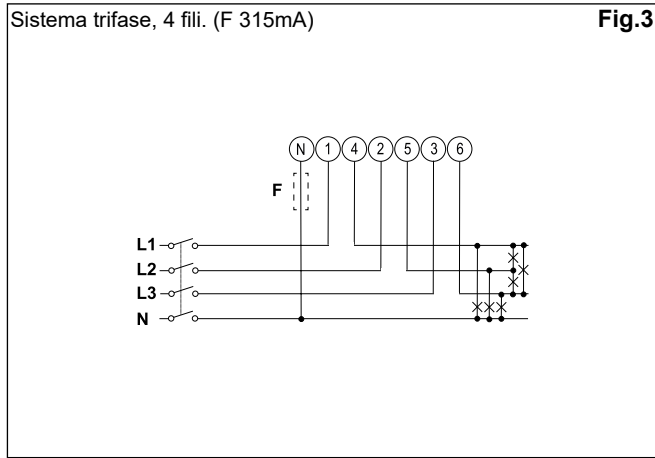 Sistema trifase, 4 fili. (F 315mA) Fig.3
N 1 4 2 5 3 6
F
L1
L2
L3
N